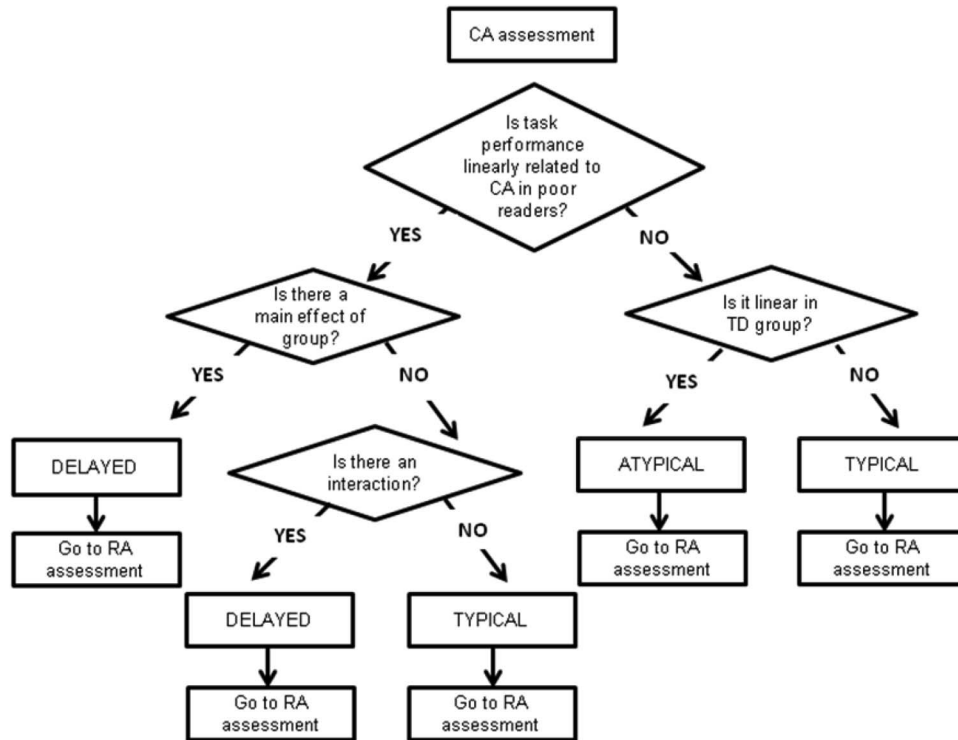 CA assessment
Is task
performance
linearly related to
CA in poor
readers?
YES
NO
Is there a
main effect of
group?
Is it linear in
TD group?
YES
NO
YES
NO
DELAYED
Is there an
interaction?
ATYPICAL
TYPICAL
Go to RA
assessment
YES
NO
Go to RA
assessment
Go to RA
assessment
DELAYED
TYPICAL
Go to RA
assessment
Go to RA
assessment